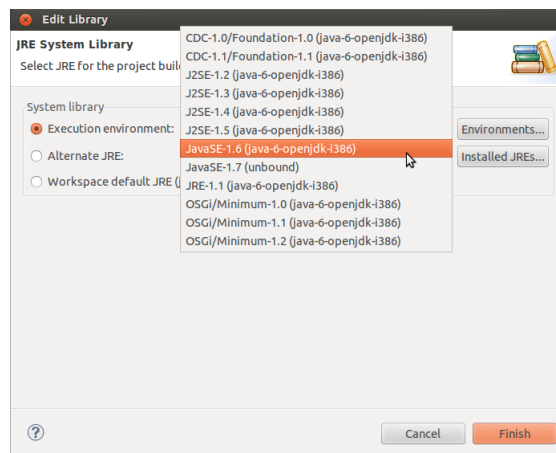 Edit Library
JRE System Library
Select JRE for the project buil
System library
Execution environment:
Alternate JRE:
Workspace default JRE (j
CDC-1.0/Foundation-1.0 (java-6-openjdk-i386)
CDC-1.1/Foundation-1.1 (java-6-openjdk-i386)
J2SE-1.2 (java-6-openjdk-i386)
J2SE-1.3 (java-6-openjdk-i386)
J2SE-1.4 (java-6-openjdk-i386)
J2SE-1.5 (java-6-openjdk-i386)
JavaSE-1.6 (java-6-openjdk-i386)
JavaSE-1.7 (unbound)
JRE-1.1 (java-6-openjdk-i386)
OSGi/Minimum-1.0 (java-6-openjdk-i386)
OSGi/Minimum-1.1 (java-6-openjdk-i386)
OSGi/Minimum-1.2 (java-6-openjdk-i386)
Environments...
Installed JREs...
Cancel
Finish